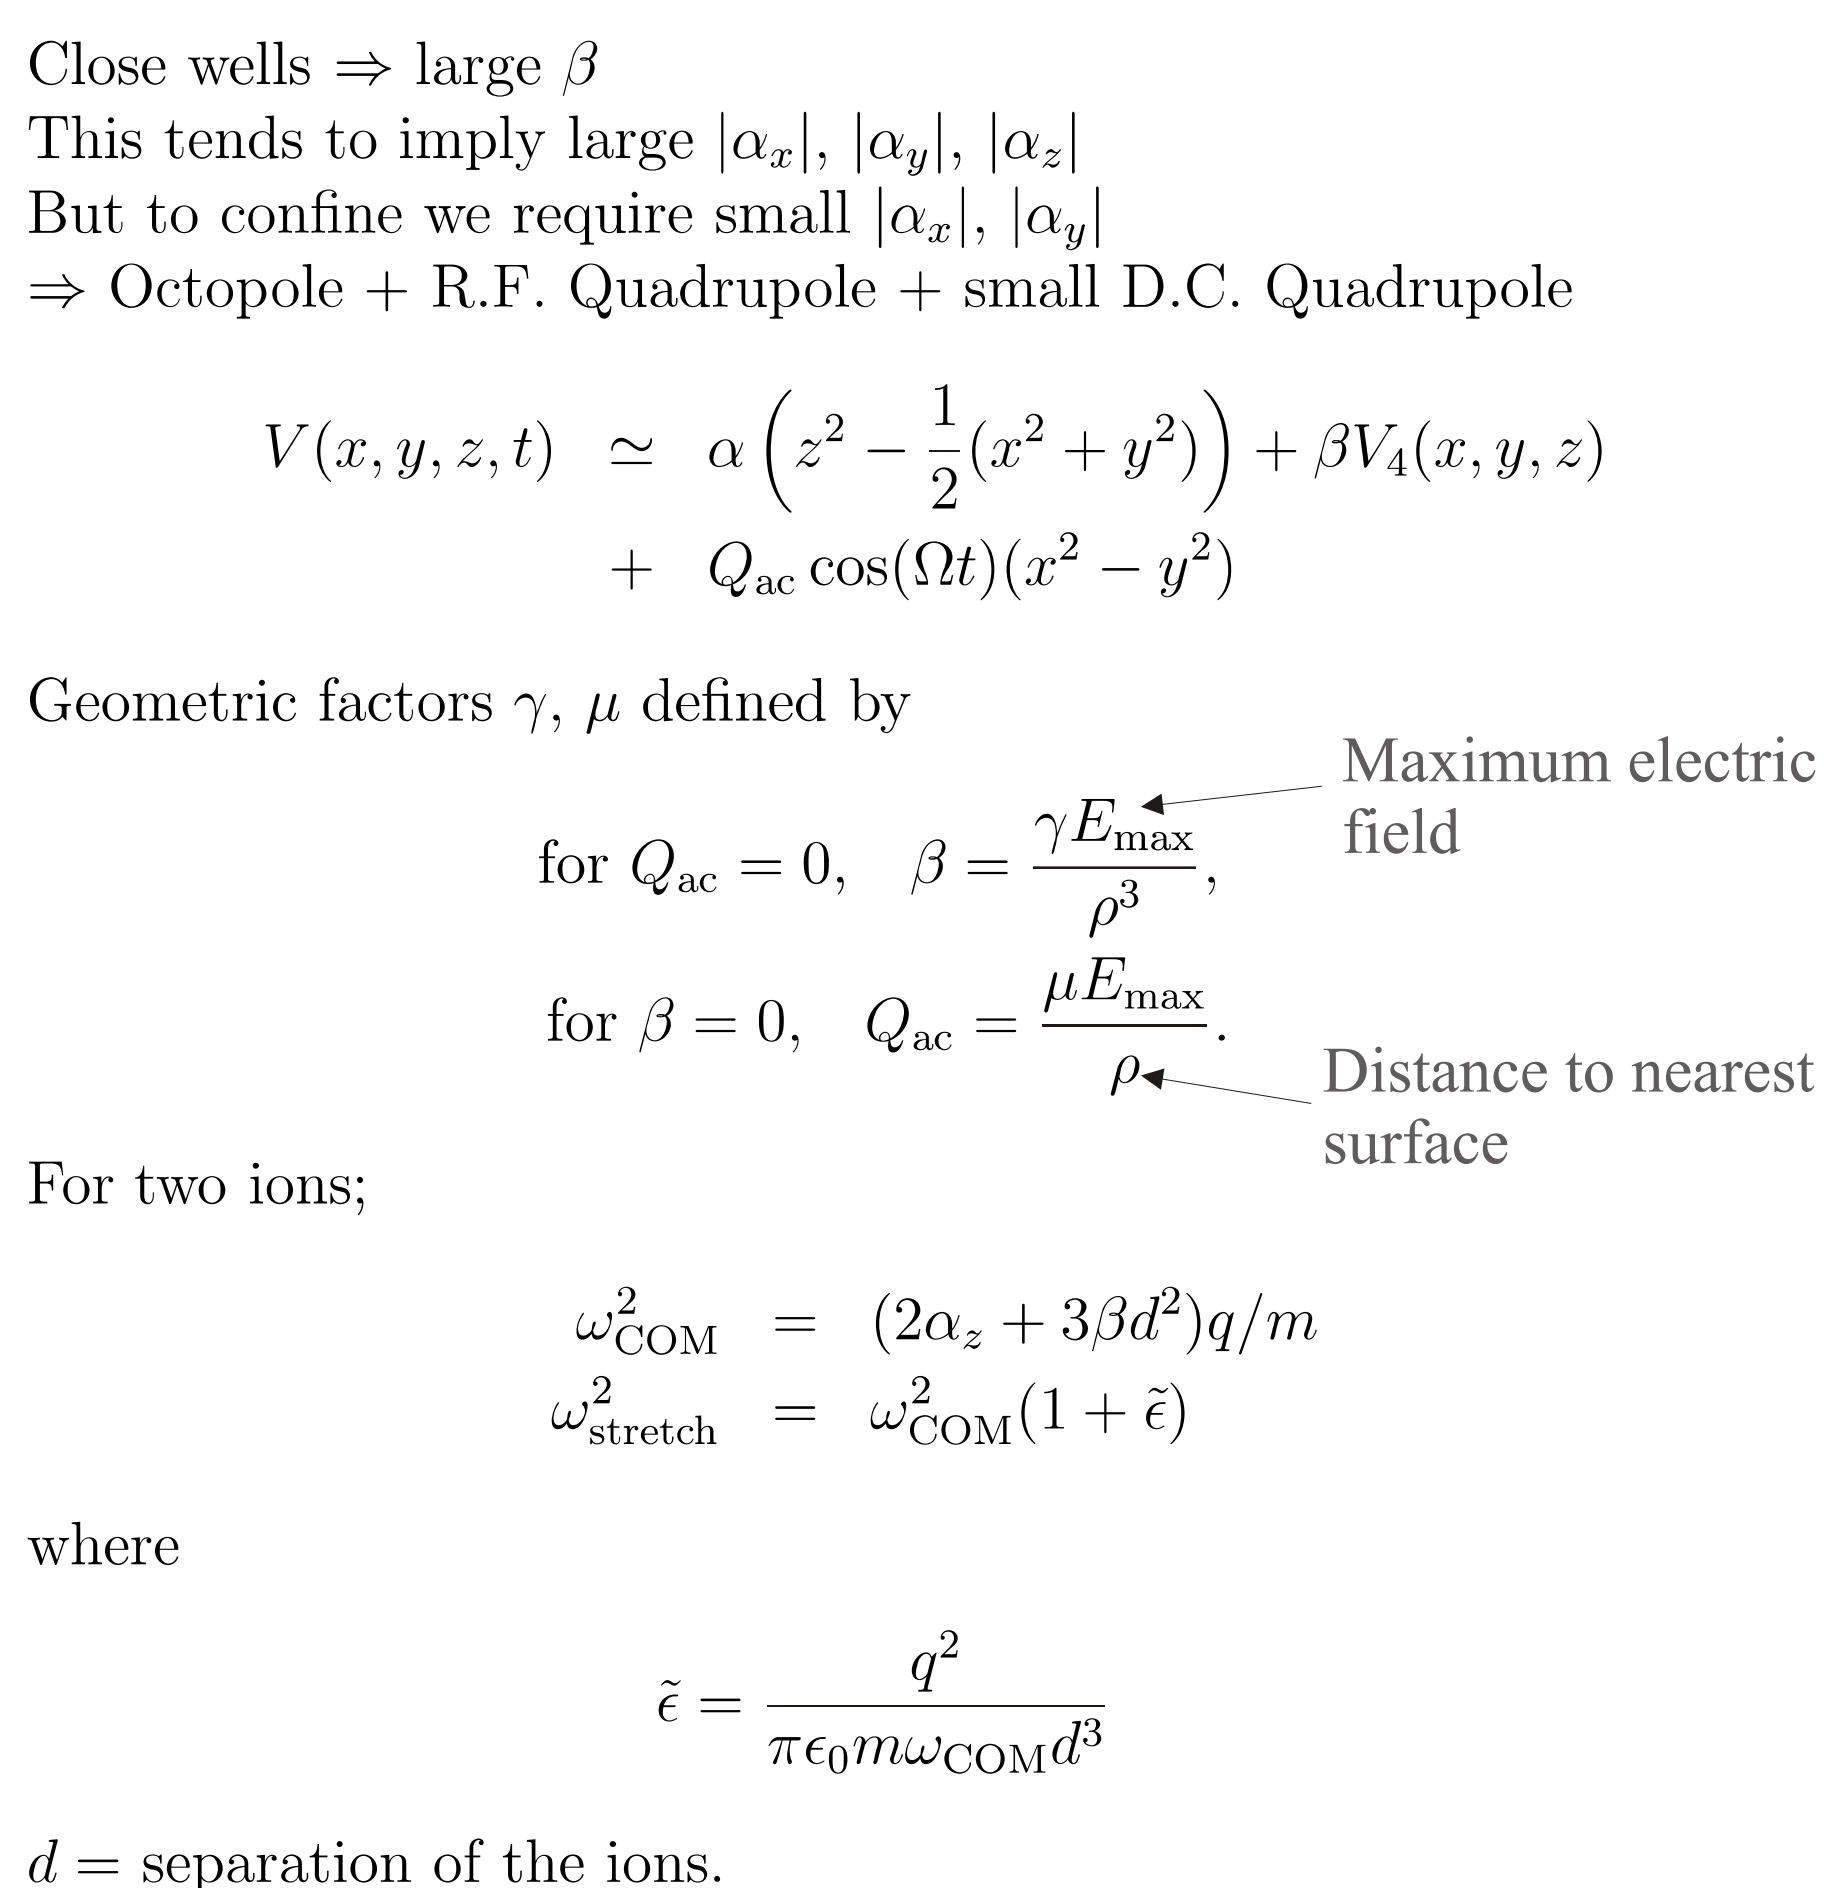 Close wells ⇒ large β
This tends to imply large |α_x|, |α_y|, |α_z|
But to confine we require small |α_x|, |α_y|
⇒ Octopole + R.F. Quadrupole + small D.C. Quadrupole
V(x, y, z, t) ≃ α (z² − 1/2 (x² + y²)) + βV₄(x, y, z)
+ Q_ac cos(Ωt)(x² − y²)
Geometric factors γ, μ defined by
Maximum electric
field
for Q_ac = 0, β = γE_max / ρ³,
for β = 0, Q_ac = μE_max / ρ.
Distance to nearest
surface
For two ions;
ω²_COM = (2α_z + 3βd²)q/m
ω²_stretch = ω²_COM(1 + ϵ̃)
where
ϵ̃ = q² / πϵ₀mω_COMd³
d = separation of the ions.